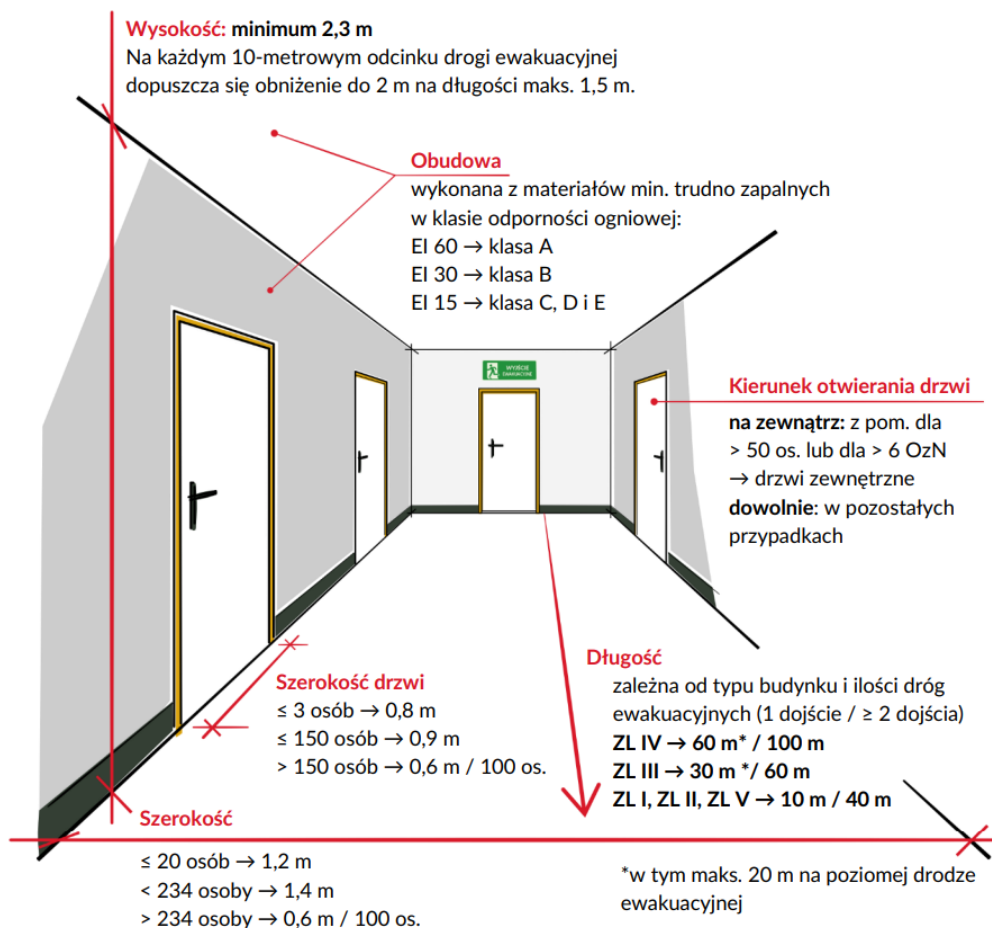 Wysokość: minimum 2,3 m
Na każdym 10-metrowym odcinku drogi ewakuacyjnej
dopuszcza się obniżenie do 2 m na długości maks. 1,5 m.
Obudowa
wykonana z materiałów min. trudno zapalnych
w klasie odporności ogniowej:
EI 60 → klasa A
EI 30 → klasa B
EI 15 → klasa C, D i E
WYJŚCIE
EWAKUACYJNE
Kierunek otwierania drzwi
na zewnątrz: z pom. dla
> 50 os. lub dla > 6 OzN
→ drzwi zewnętrzne
dowolnie: w pozostałych
przypadkach
Szerokość drzwi
≤ 3 osób → 0,8 m
≤ 150 osób → 0,9 m
> 150 osób → 0,6 m / 100 os.
Długość
zależna od typu budynku i ilości dróg
ewakuacyjnych (1 dojście / ≥ 2 dojścia)
ZL IV → 60 m* / 100 m
ZL III → 30 m */ 60 m
ZL I, ZL II, ZL V → 10 m / 40 m
Szerokość
≤ 20 osób → 1,2 m
< 234 osoby → 1,4 m
> 234 osoby → 0,6 m / 100 os.
*w tym maks. 20 m na poziomej drodze
ewakuacyjnej